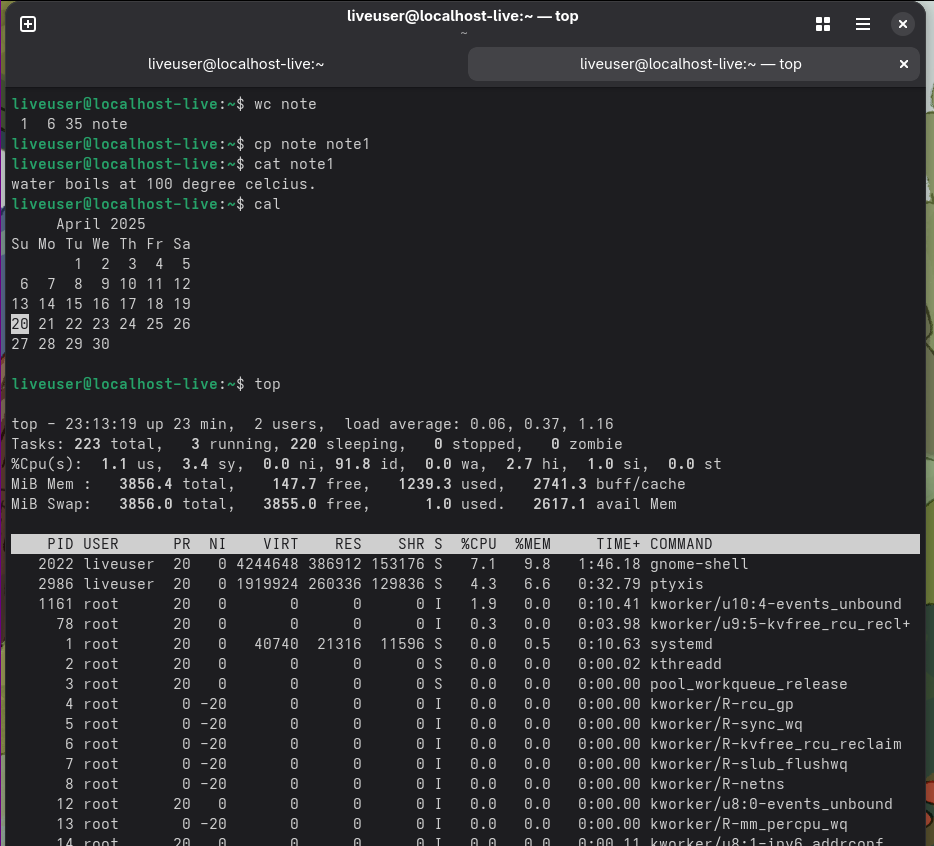 liveuser@localhost-live:~ — top
~
liveuser@localhost-live:~
liveuser@localhost-live:~ — top
liveuser@localhost-live:~$ wc note
 1  6 35 note
liveuser@localhost-live:~$ cp note note1
liveuser@localhost-live:~$ cat note1
water boils at 100 degree celcius.
liveuser@localhost-live:~$ cal
     April 2025
Su Mo Tu We Th Fr Sa
       1  2  3  4  5
 6  7  8  9 10 11 12
13 14 15 16 17 18 19
20 21 22 23 24 25 26
27 28 29 30
liveuser@localhost-live:~$ top
top - 23:13:19 up 23 min,  2 users,  load average: 0.06, 0.37, 1.16
Tasks: 223 total,   3 running, 220 sleeping,   0 stopped,   0 zombie
%Cpu(s):  1.1 us,  3.4 sy,  0.0 ni, 91.8 id,  0.0 wa,  2.7 hi,  1.0 si,  0.0 st
MiB Mem :   3856.4 total,    147.7 free,   1239.3 used,   2741.3 buff/cache
MiB Swap:   3856.0 total,   3855.0 free,      1.0 used.   2617.1 avail Mem
    PID USER      PR  NI    VIRT    RES    SHR S  %CPU  %MEM     TIME+ COMMAND
   2022 liveuser  20   0 4244648 386912 153176 S   7.1   9.8   1:46.18 gnome-shell
   2986 liveuser  20   0 1919924 260336 129836 S   4.3   6.6   0:32.79 ptyxis
   1161 root      20   0       0      0      0 I   1.9   0.0   0:10.41 kworker/u10:4-events_unbound
     78 root      20   0       0      0      0 I   0.3   0.0   0:03.98 kworker/u9:5-kvfree_rcu_recl+
      1 root      20   0   40740  21316  11596 S   0.0   0.5   0:10.63 systemd
      2 root      20   0       0      0      0 S   0.0   0.0   0:00.02 kthreadd
      3 root      20   0       0      0      0 S   0.0   0.0   0:00.00 pool_workqueue_release
      4 root       0 -20       0      0      0 I   0.0   0.0   0:00.00 kworker/R-rcu_gp
      5 root       0 -20       0      0      0 I   0.0   0.0   0:00.00 kworker/R-sync_wq
      6 root       0 -20       0      0      0 I   0.0   0.0   0:00.00 kworker/R-kvfree_rcu_reclaim
      7 root       0 -20       0      0      0 I   0.0   0.0   0:00.00 kworker/R-slub_flushwq
      8 root       0 -20       0      0      0 I   0.0   0.0   0:00.00 kworker/R-netns
     12 root      20   0       0      0      0 I   0.0   0.0   0:00.00 kworker/u8:0-events_unbound
     13 root       0 -20       0      0      0 I   0.0   0.0   0:00.00 kworker/R-mm_percpu_wq
     14 root      20   0       0      0      0 I   0.0   0.0   0:00.11 kworker/u8:1-ipv6_addrconf